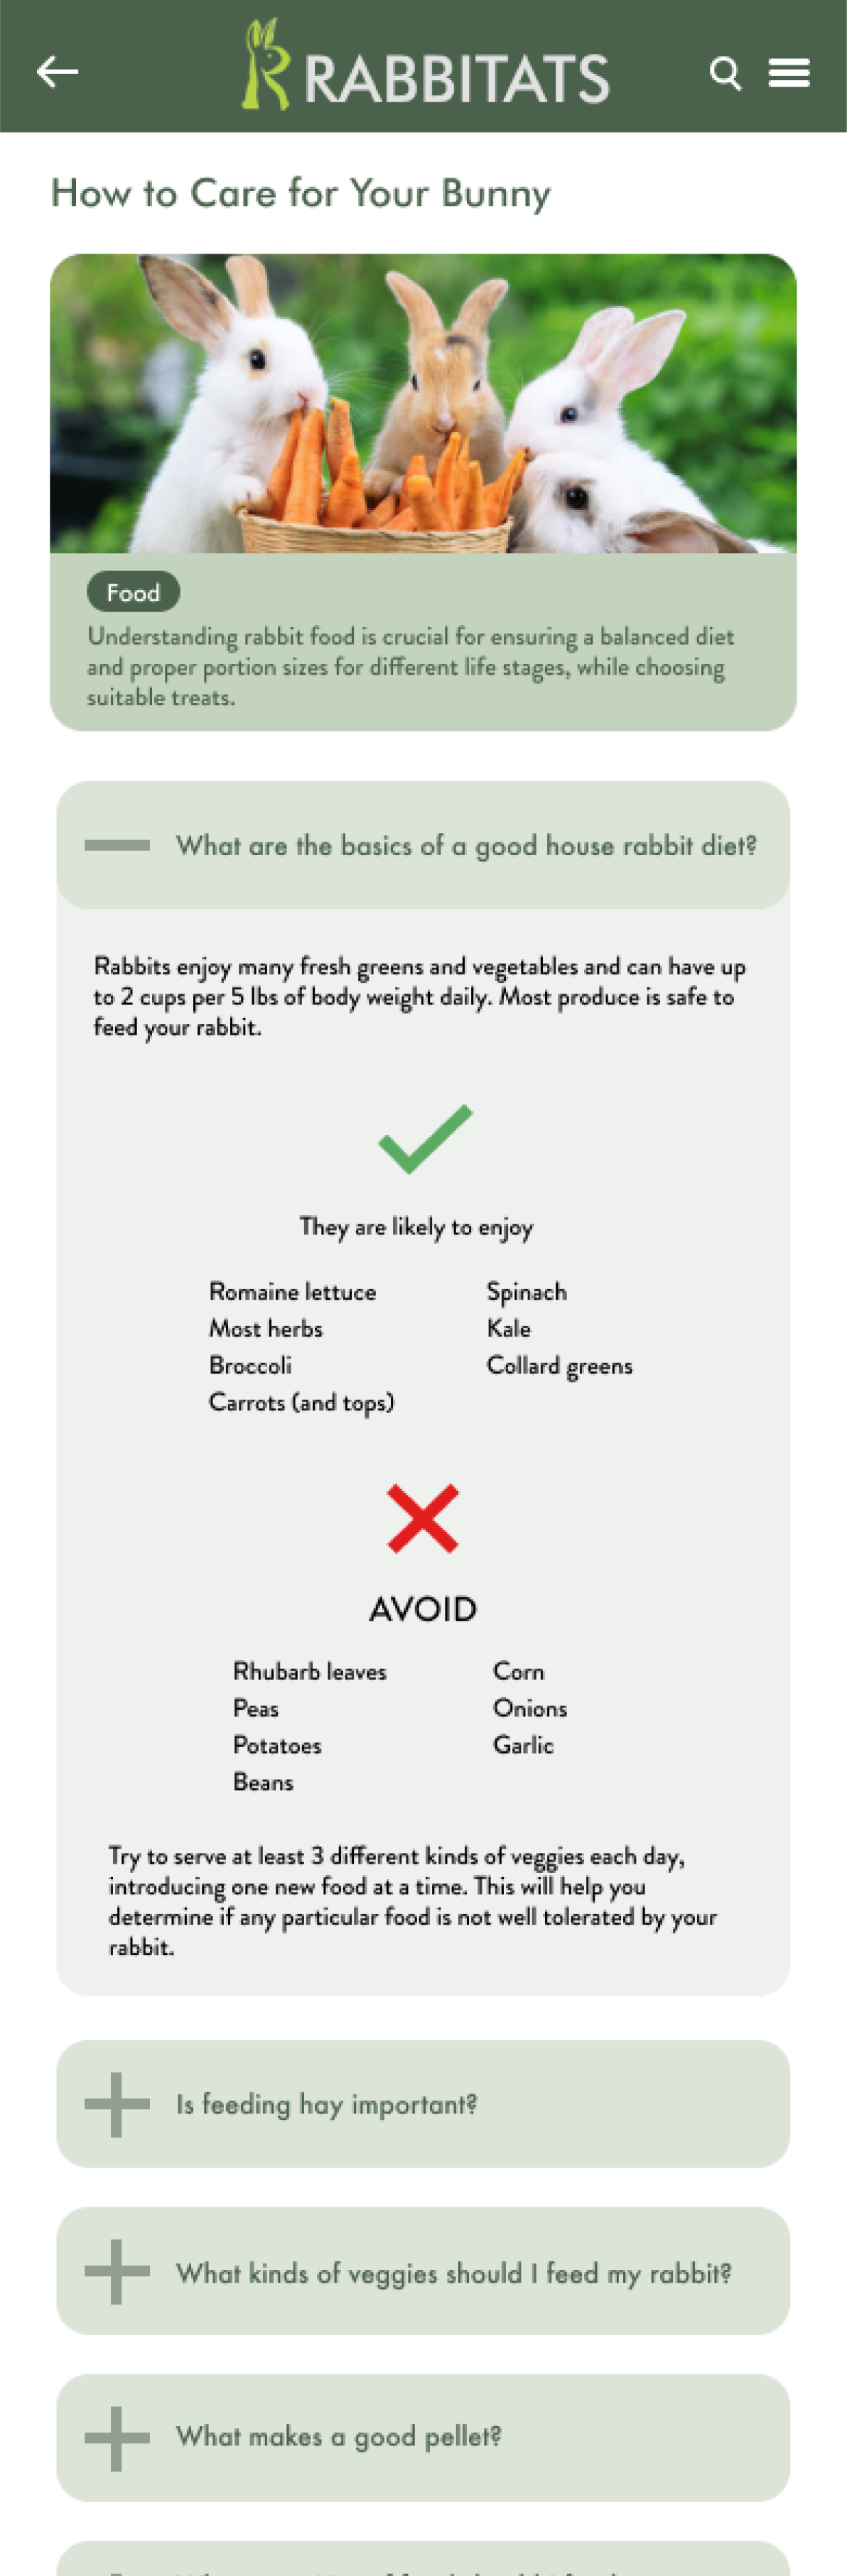 RABBITATS
How to Care for Your Bunny
Food
Understanding rabbit food is crucial for ensuring a balanced diet
and proper portion sizes for different life stages, while choosing
suitable treats.
What are the basics of a good house rabbit diet?
Rabbits enjoy many fresh greens and vegetables and can have up
to 2 cups per 5 lbs of body weight daily. Most produce is safe to
feed your rabbit.
They are likely to enjoy
Romaine lettuce
Most herbs
Broccoli
Carrots (and tops)
Spinach
Kale
Collard greens
AVOID
Rhubarb leaves
Peas
Potatoes
Beans
Corn
Onions
Garlic
Try to serve at least 3 different kinds of veggies each day,
introducing one new food at a time. This will help you
determine if any particular food is not well tolerated by your
rabbit.
Is feeding hay important?
What kinds of veggies should I feed my rabbit?
What makes a good pellet?